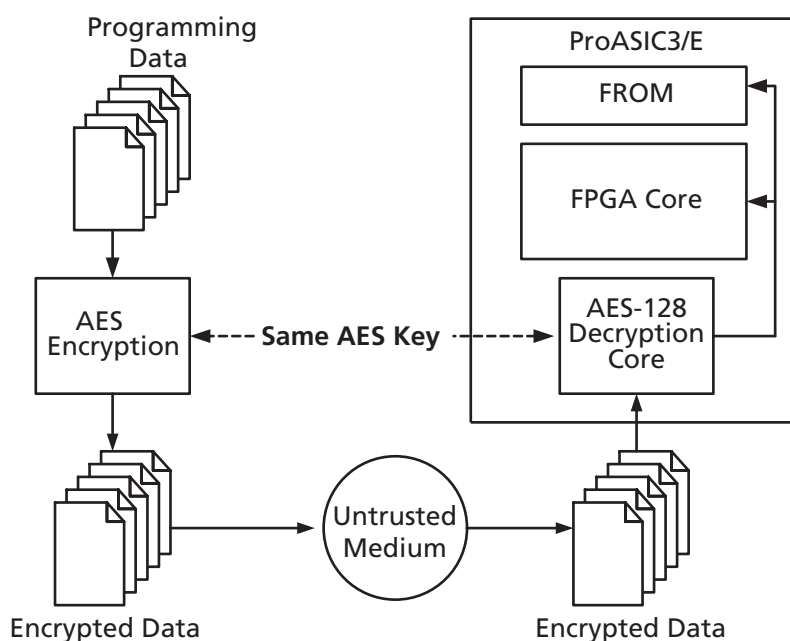 Programming
Data
ProASIC3/E
FROM
FPGA Core
AES
Encryption
Same AES Key
AES-128
Decryption
Core
Untrusted
Medium
Encrypted Data
Encrypted Data